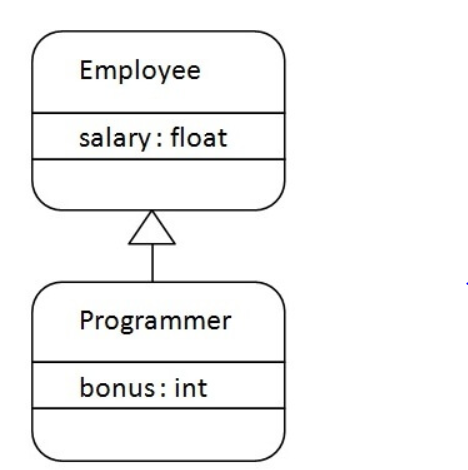 Employee
salary : float
Programmer
bonus : int